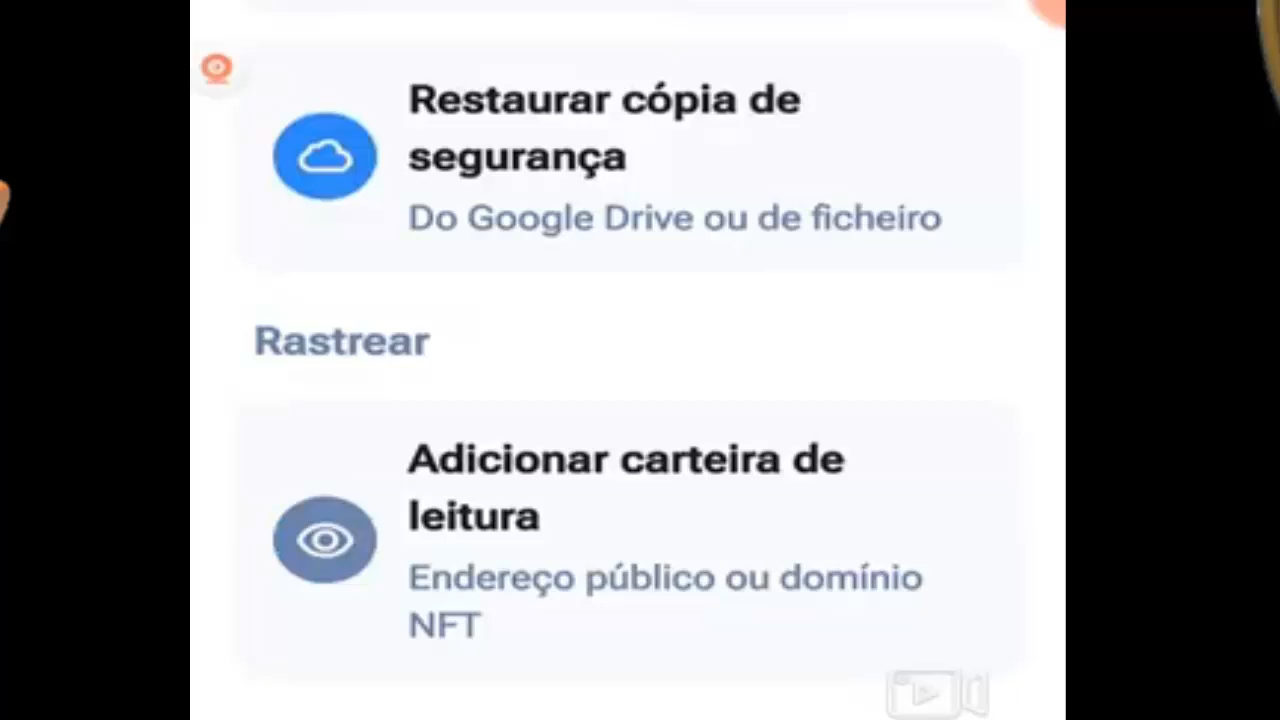 Restaurar cópia de
segurança
Do Google Drive ou de ficheiro
Rastrear
Adicionar carteira de
leitura
Endereço público ou domínio
NFT